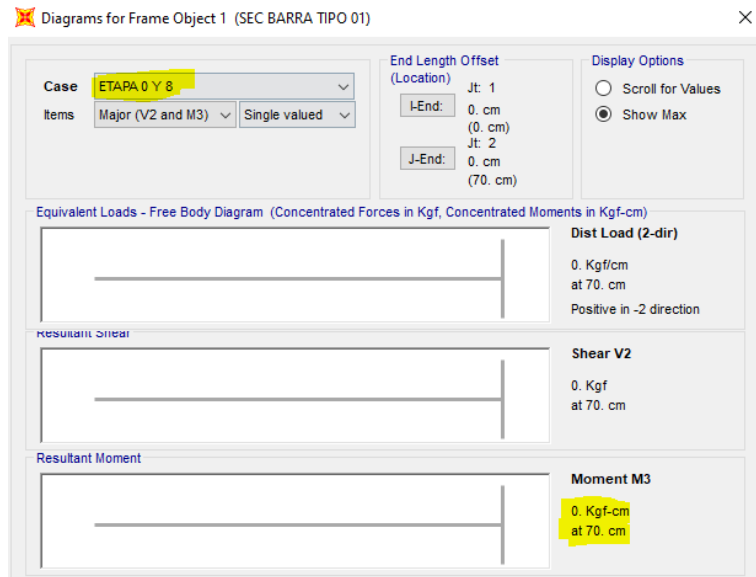 Diagrams for Frame Object 1 (SEC BARRA TIPO 01)
Case ETAPA 0 Y 8
Items Major (V2 and M3) Single valued
End Length Offset
(Location)
Jt: 1
I-End: 0. cm
(0. cm)
Jt: 2
J-End: 0. cm
(70. cm)
Display Options
Scroll for Values
Show Max
Equivalent Loads - Free Body Diagram (Concentrated Forces in Kgf, Concentrated Moments in Kgf-cm)
Dist Load (2-dir)
0. Kgf/cm
at 70. cm
Positive in -2 direction
Resultant Shear
Shear V2
0. Kgf
at 70. cm
Resultant Moment
Moment M3
0. Kgf-cm
at 70. cm